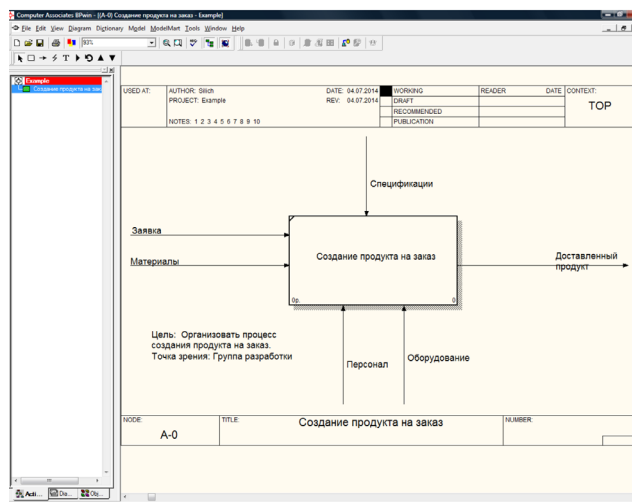 Computer Associates BPwin - [(A-0) Создание продукта на заказ - Example]
File Edit View Diagram Dictionary Model ModelMart Tools Window Help
93%
Example
Создание продукта на зак
USED AT:
AUTHOR: Silich
DATE: 04.07.2014
WORKING
READER
DATE
CONTEXT:
PROJECT: Example
REV: 04.07.2014
DRAFT
TOP
RECOMMENDED
NOTES: 1 2 3 4 5 6 7 8 9 10
PUBLICATION
Спецификации
Заявка
Материалы
Создание продукта на заказ
Доставленный
продукт
0р.
0
Цель: Организовать процесс
создания продукта на заказ.
Точка зрения: Группа разработки
Персонал
Оборудование
NODE:
TITLE:
NUMBER:
A-0
Создание продукта на заказ
Acti...
Dia...
Obj...